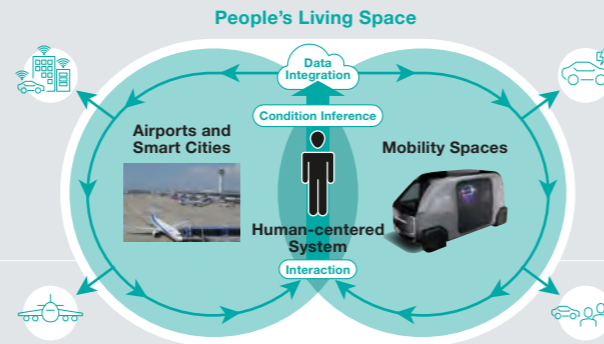 People's Living Space
Data
Integration
Condition Inference
Airports and
Smart Cities
Mobility Spaces
Human-centered
System
Interaction